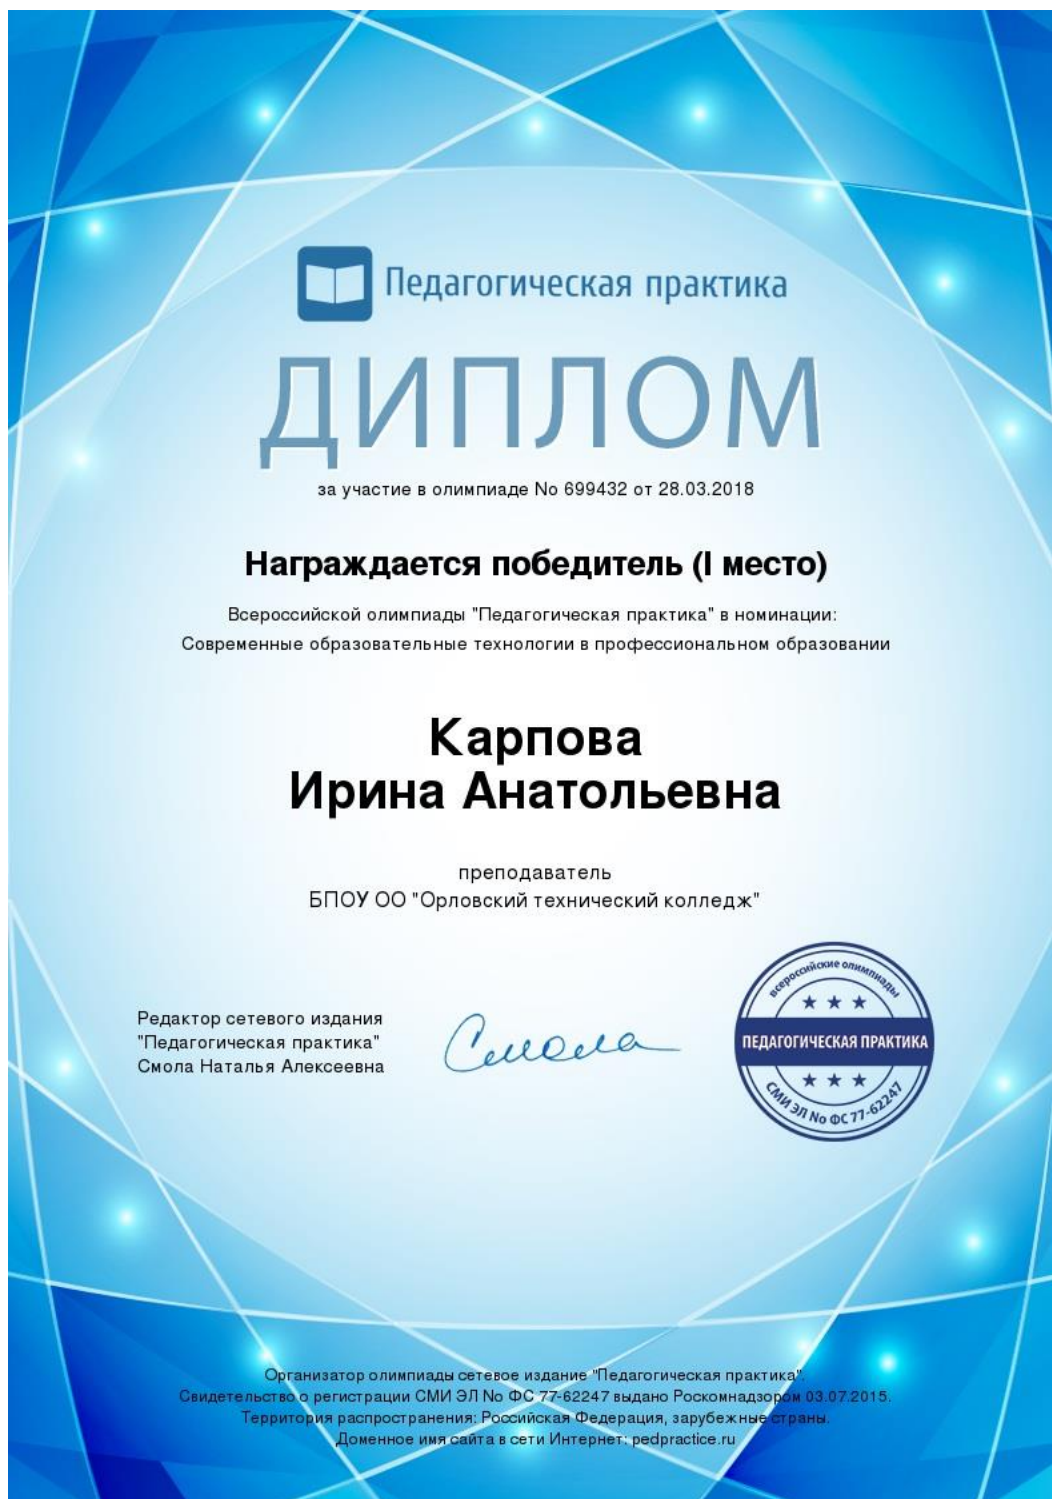 Педагогическая практика
ДИПЛОМ
за участие в олимпиаде No 699432 от 28.03.2018
Награждается победитель (I место)
Всероссийской олимпиады "Педагогическая практика" в номинации:
Современные образовательные технологии в профессиональном образовании
Карпова
Ирина Анатольевна
преподаватель
БПОУ ОО "Орловский технический колледж"
Редактор сетевого издания
"Педагогическая практика"
Смола Наталья Алексеевна
Смола
всероссийские олимпиады
ПЕДАГОГИЧЕСКАЯ ПРАКТИКА
СМИ ЭЛ No ФС 77-62247
Организатор олимпиады сетевое издание "Педагогическая практика".
Свидетельство о регистрации СМИ ЭЛ No ФС 77-62247 выдано Роскомнадзором 03.07.2015.
Территория распространения: Российская Федерация, зарубежные страны.
Доменное имя сайта в сети Интернет: pedpractice.ru